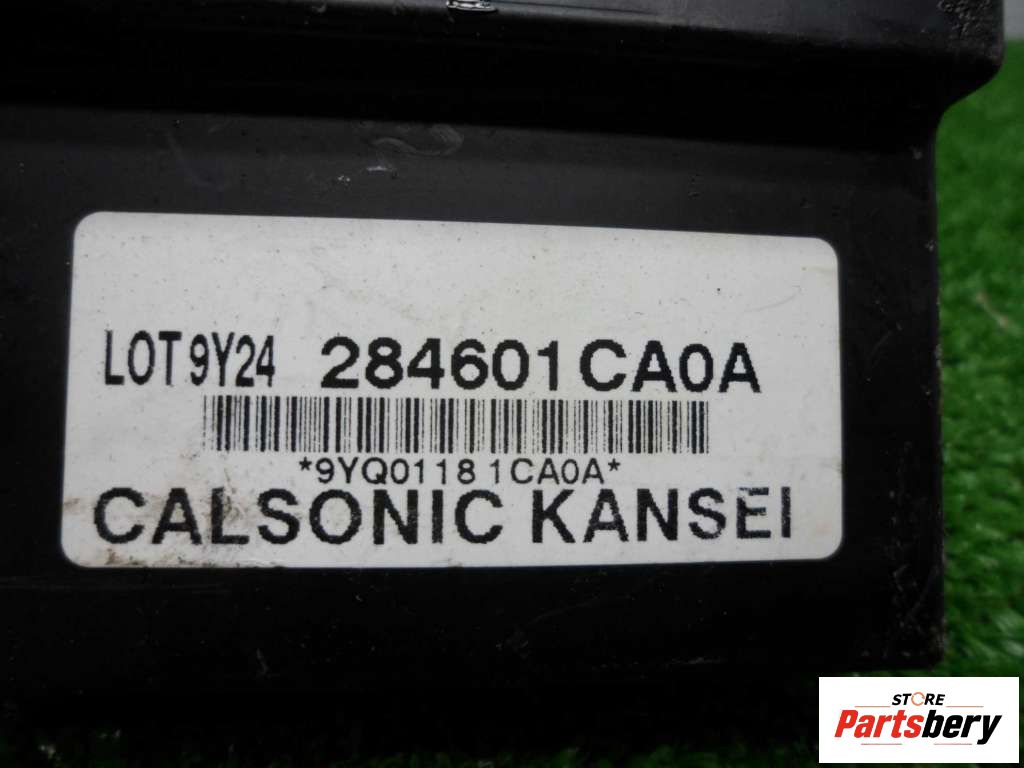 LOT 9Y24 284601CA0A
*9YQ0118 1CA0A*
CALSONIC KANSEI
STORE
Partsbery